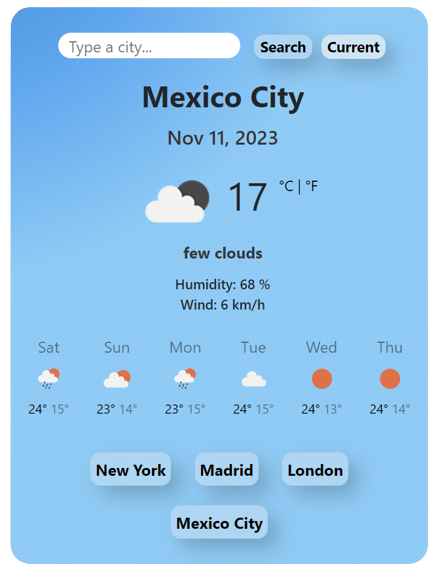 Type a city... Search Current
Mexico City
Nov 11, 2023
17 °C | °F
few clouds
Humidity: 68 %
Wind: 6 km/h
Sat Sun Mon Tue Wed Thu
24° 15° 23° 14° 23° 15° 24° 15° 24° 13° 24° 14°
New York Madrid London
Mexico City